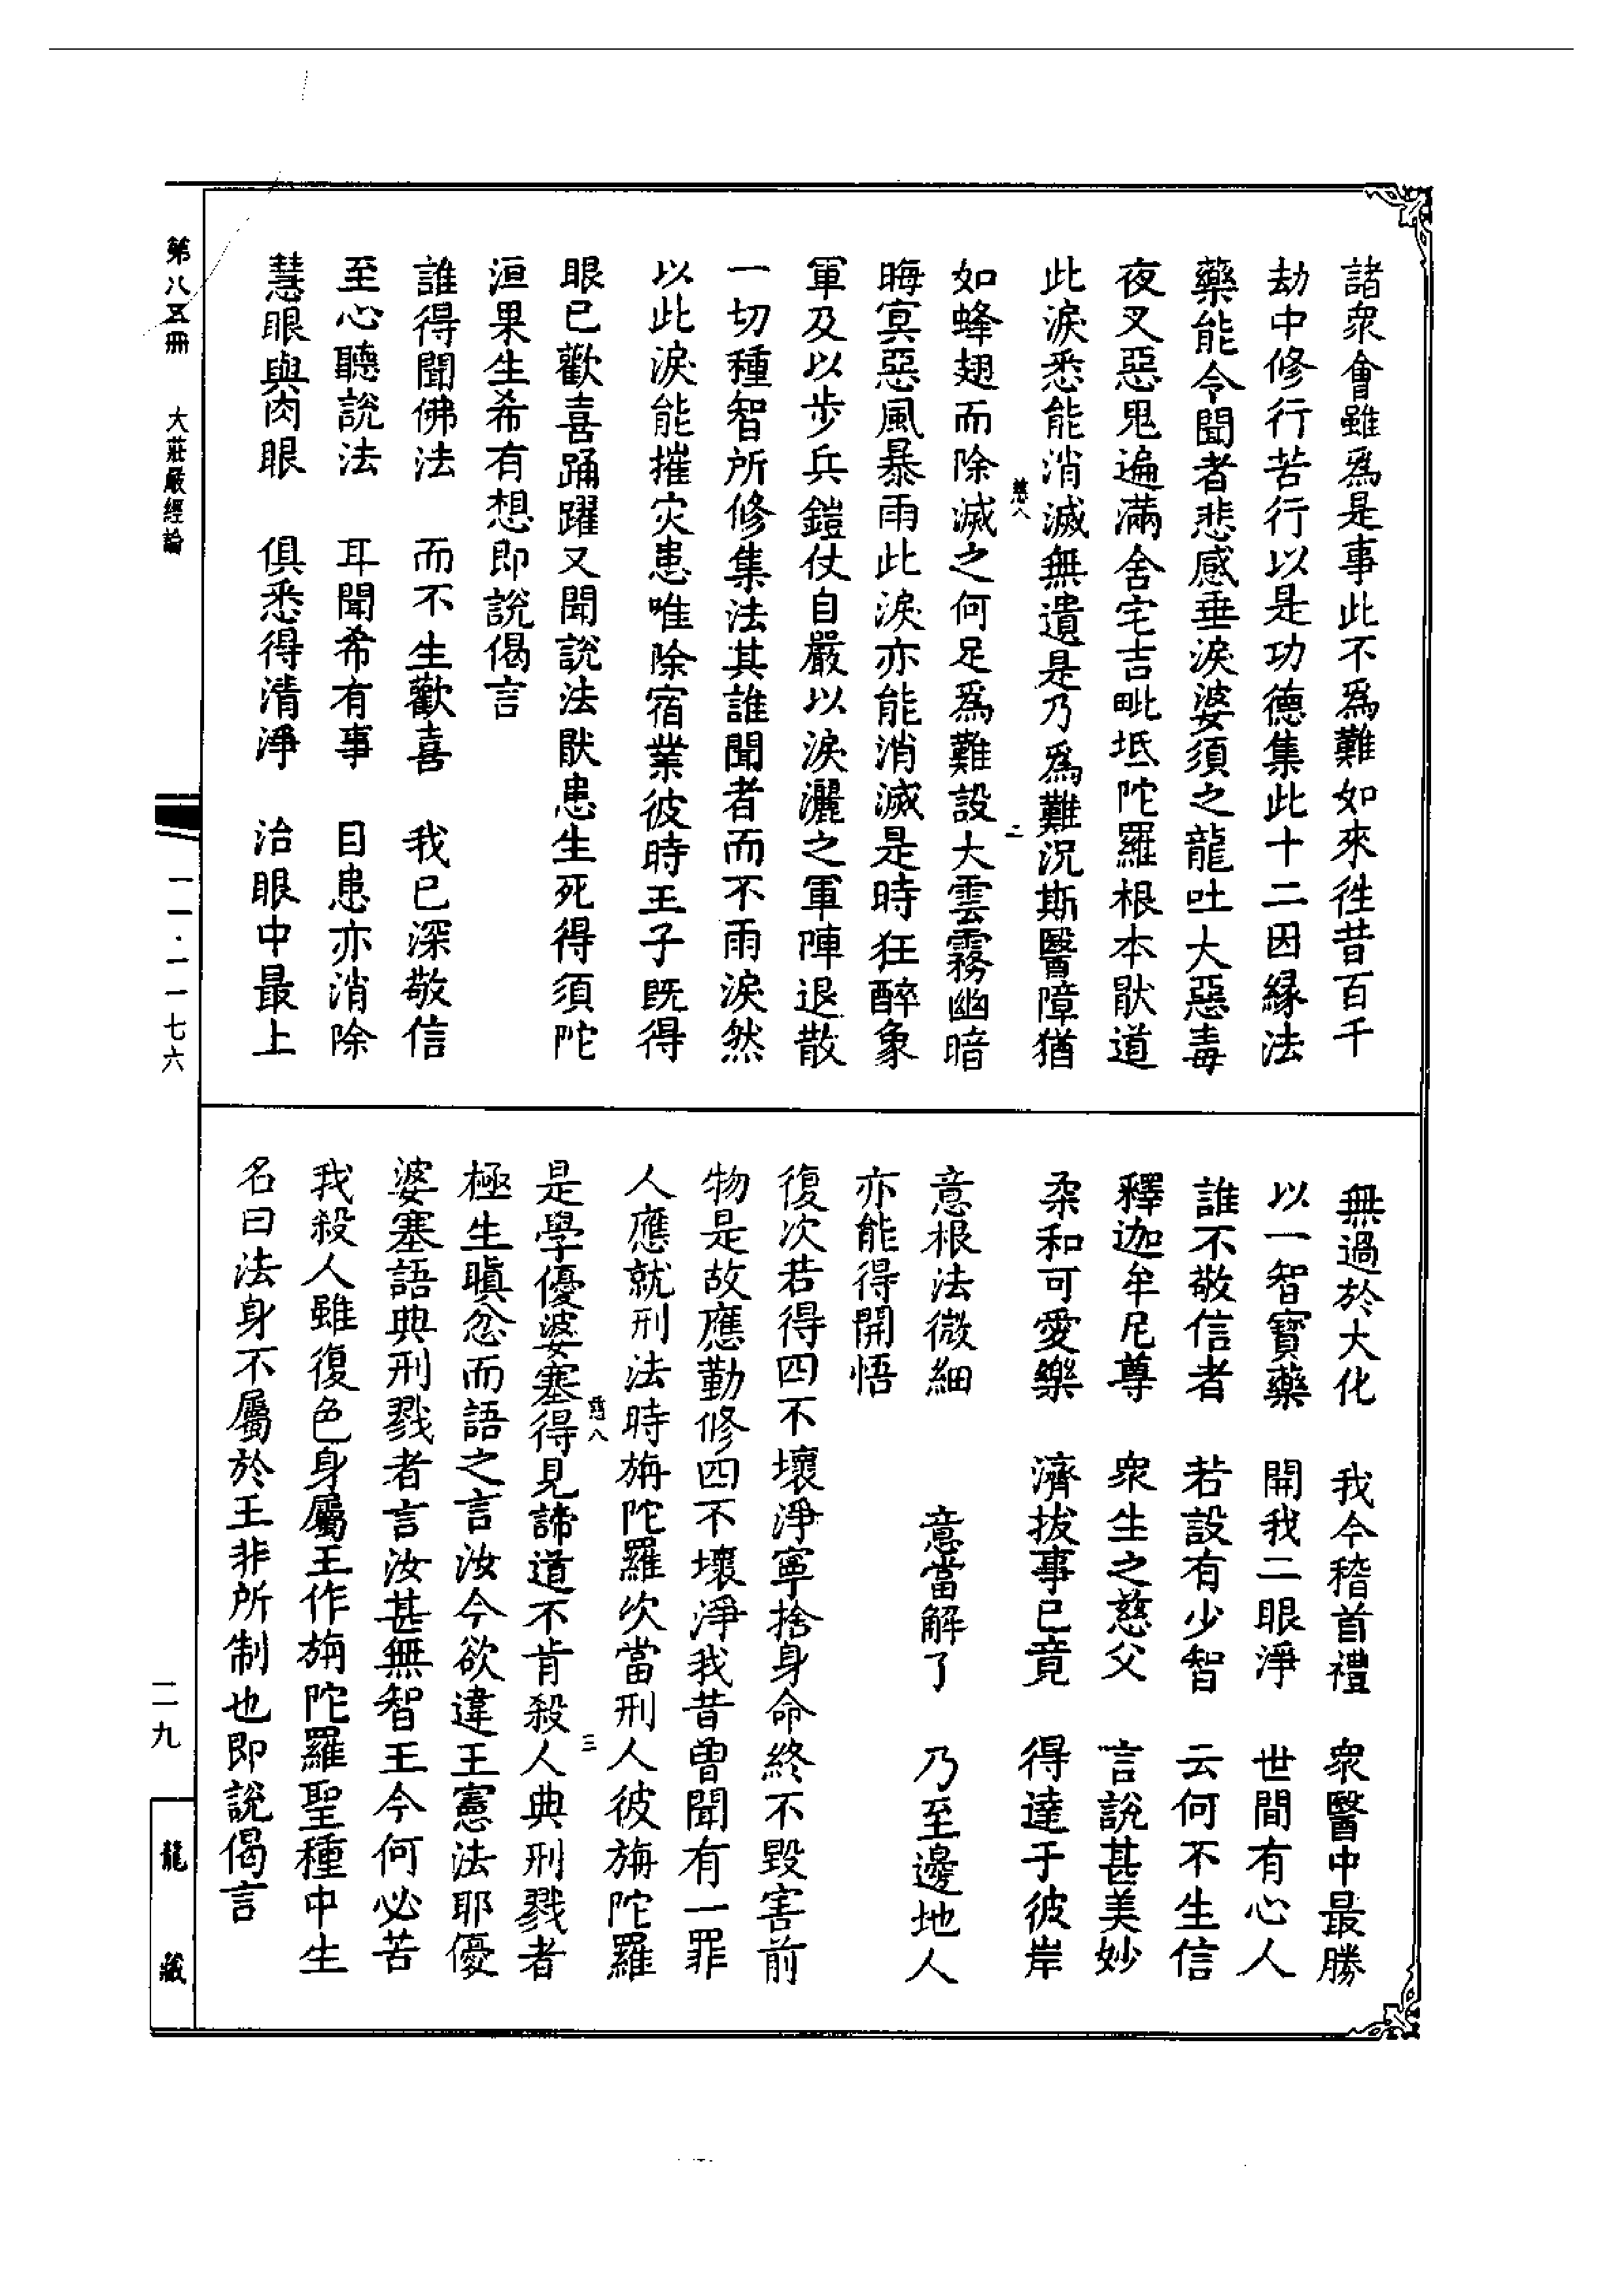 諸衆會雖爲是事此不爲難如來徃昔百千
劫中修行苦行以是功德集此十二因緣法
藥能令聞者悲感垂淚婆須之龍吐大惡毒
夜叉惡鬼遍滿舍宅吉毗坻陀羅根本猒道
此淚悉能消滅無遺是乃爲難況斯醫障猶
慈八
二
如蜂翅而除滅之何足爲難設大雲霧幽暗
晦冥惡風暴雨此淚亦能消滅是時狂醉象
軍及以步兵鎧仗自嚴以淚灑之軍陣退散
一切種智所修集法其誰聞者而不雨淚然
以此淚能摧灾患唯除宿業彼時王子旣得
眼已歡喜踊躍又聞說法猒患生死得須陀
洹果生希有想即說偈言
誰得聞佛法　而不生歡喜　我已深敬信
至心聽說法　耳聞希有事　目患亦消除
慧眼與肉眼　俱悉得清淨　治眼中最上
無過於大化　我今稽首禮　衆醫中最勝
以一智寶藥　開我二眼淨　世間有心人
誰不敬信者　若設有少智　云何不生信
釋迦牟尼尊　衆生之慈父　言說甚美妙
柔和可愛樂　濟拔事已竟　得達于彼岸
意根法微細　意當解了　乃至邊地人
亦能得開悟
復次若得四不壞淨寧捨身命終不毀害前
物是故應勤修四不壞淨我昔曾聞有一罪
人應就刑法時旃陀羅次當刑人彼旃陀羅
慈八
三
是學優婆塞得見諦道不肯殺人典刑戮者
極生瞋忿而語之言汝今欲違王憲法耶優
婆塞語典刑戮者言汝甚無智王今何必苦
我殺人雖復色身屬王作旃陀羅聖種中生
名曰法身不屬於王非所制也即說偈言
第八五冊　大莊嚴經論
一一·一一七六
二九
龍藏